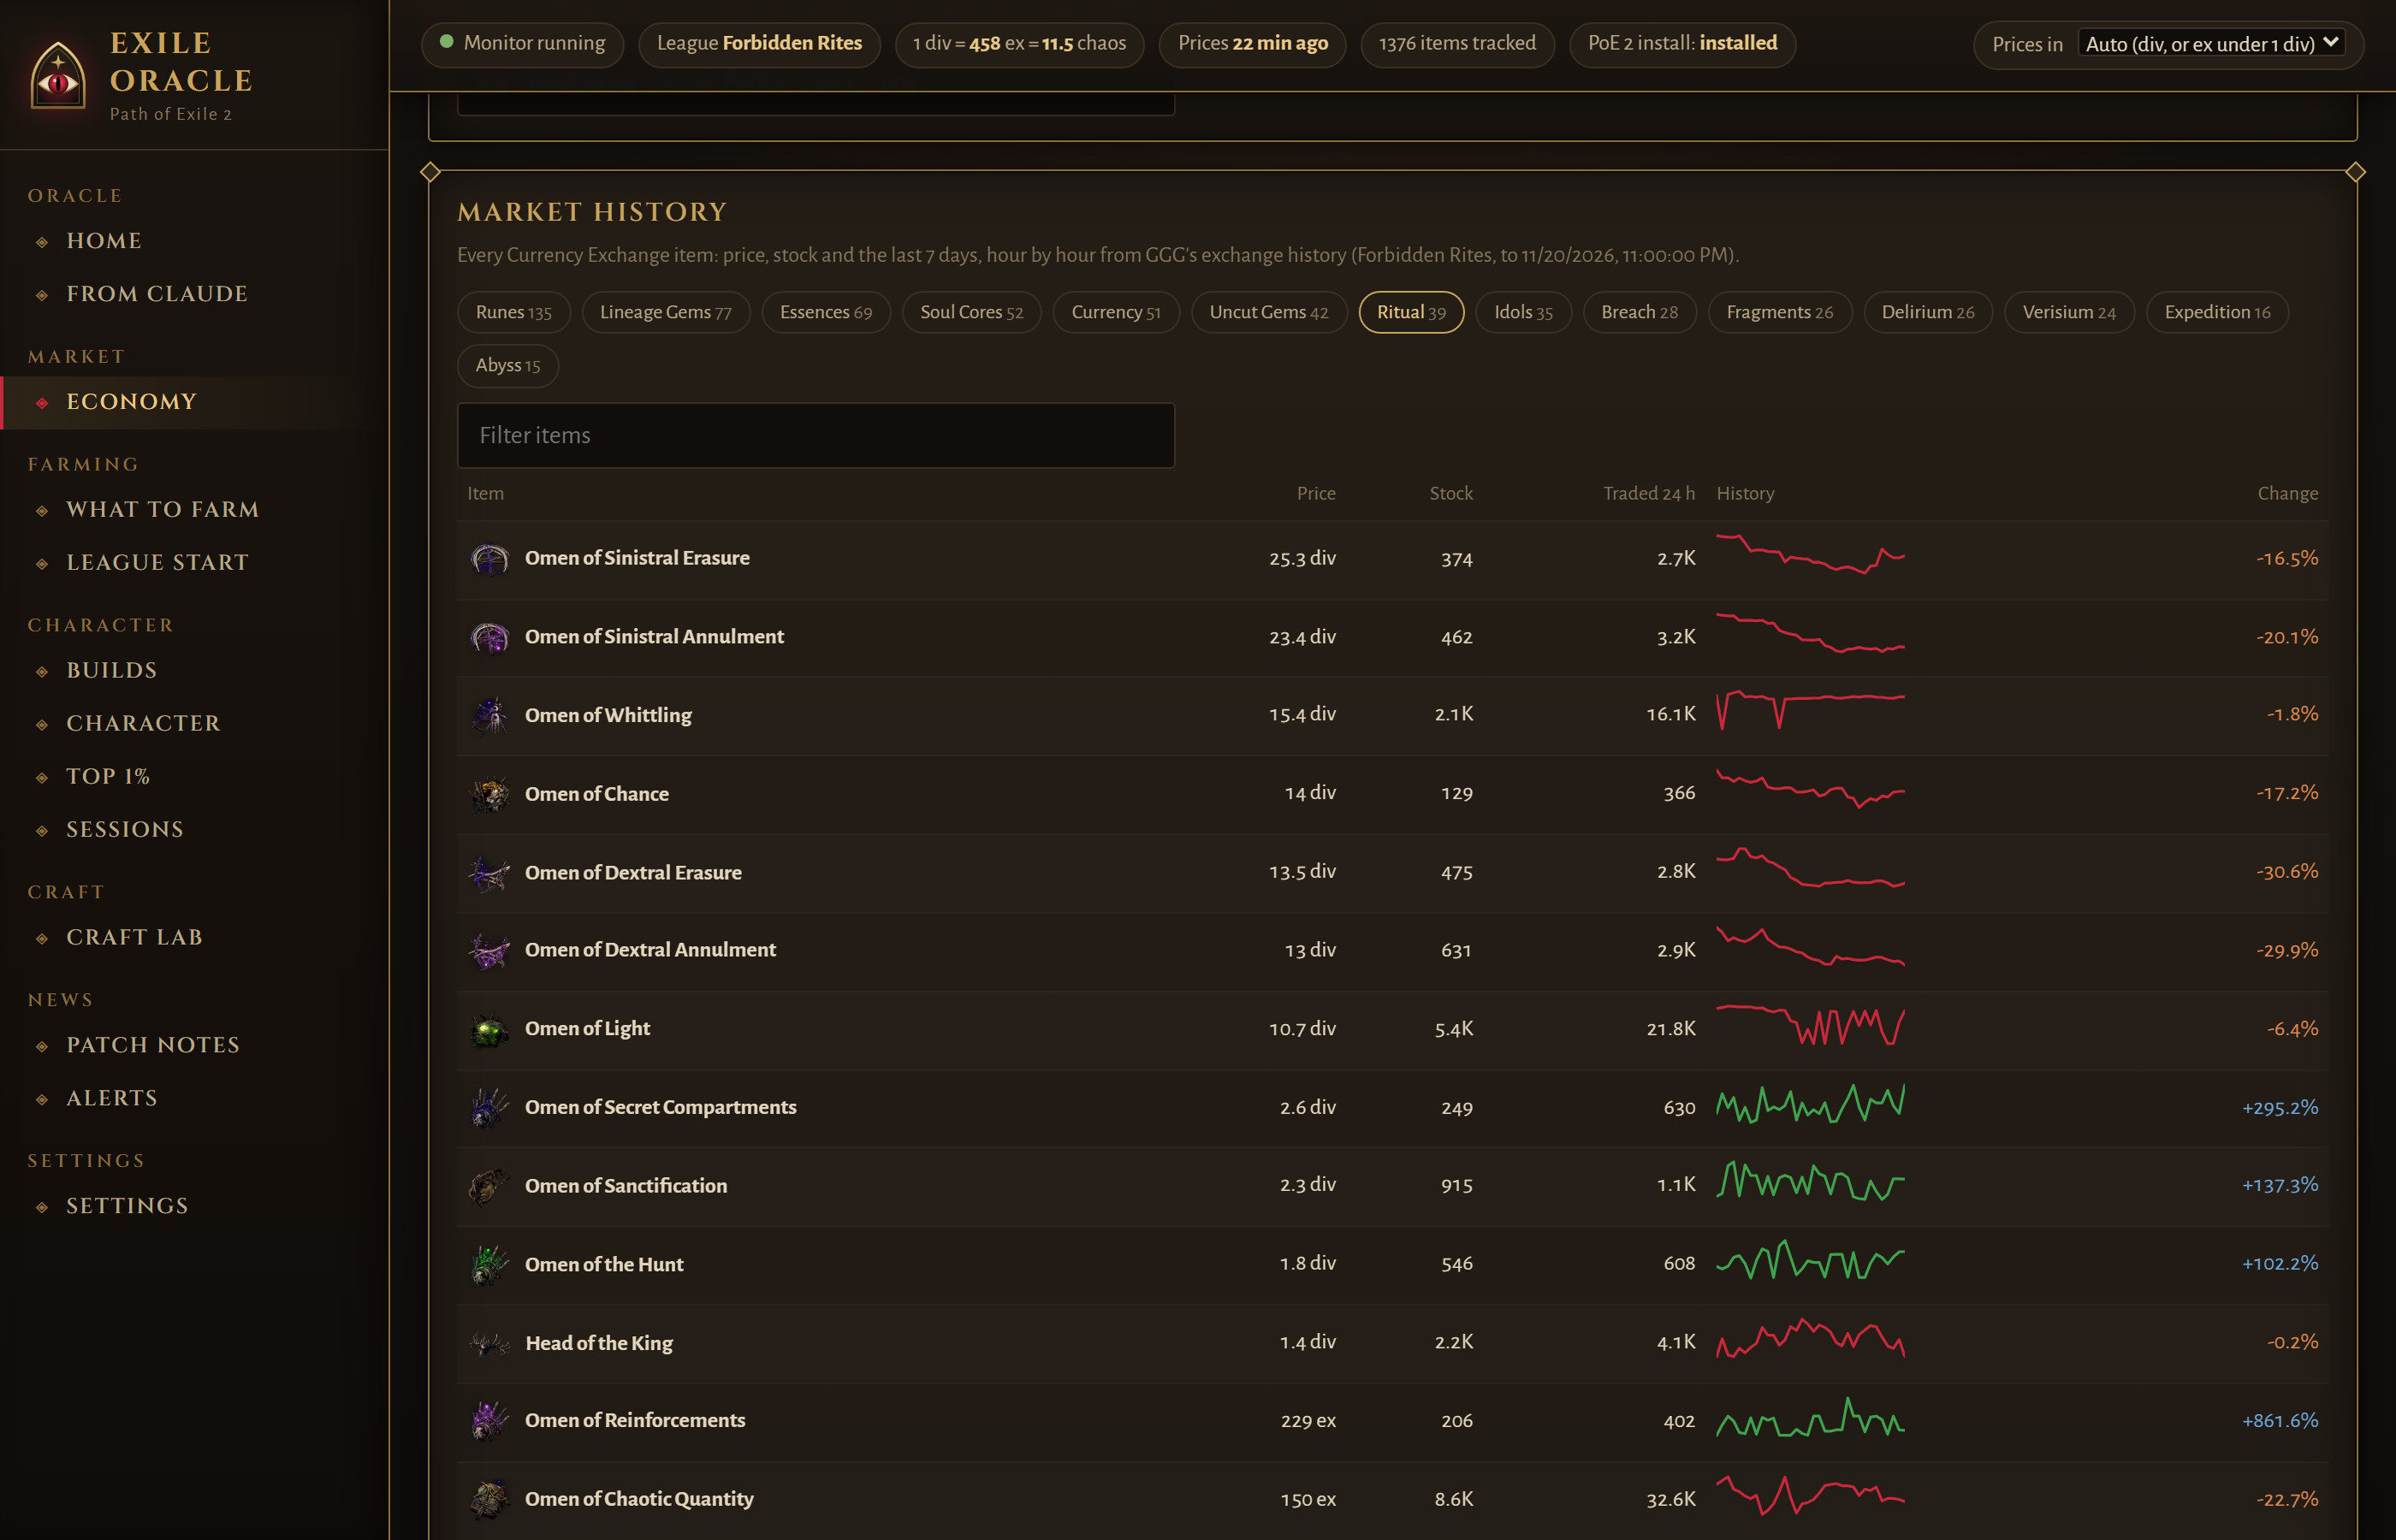 EXILE
ORACLE
Path of Exile 2
Monitor running
League Forbidden Rites
1 div = 458 ex = 11.5 chaos
Prices 22 min ago
1376 items tracked
PoE 2 install: installed
Prices in Auto (div, or ex under 1 div)
ORACLE
HOME
FROM CLAUDE
MARKET
ECONOMY
FARMING
WHAT TO FARM
LEAGUE START
CHARACTER
BUILDS
CHARACTER
TOP 1%
SESSIONS
CRAFT
CRAFT LAB
NEWS
PATCH NOTES
ALERTS
SETTINGS
SETTINGS
MARKET HISTORY
Every Currency Exchange item: price, stock and the last 7 days, hour by hour from GGG's exchange history (Forbidden Rites, to 11/20/2026, 11:00:00 PM).
Runes 135 Lineage Gems 77 Essences 69 Soul Cores 52 Currency 51 Uncut Gems 42 Ritual 39 Idols 35 Breach 28 Fragments 26 Delirium 26 Verisium 24 Expedition 16
Abyss 15
Filter items
Item Price Stock Traded 24 h History Change
Omen of Sinistral Erasure 25.3 div 374 2.7K -16.5%
Omen of Sinistral Annulment 23.4 div 462 3.2K -20.1%
Omen of Whittling 15.4 div 2.1K 16.1K -1.8%
Omen of Chance 14 div 129 366 -17.2%
Omen of Dextral Erasure 13.5 div 475 2.8K -30.6%
Omen of Dextral Annulment 13 div 631 2.9K -29.9%
Omen of Light 10.7 div 5.4K 21.8K -6.4%
Omen of Secret Compartments 2.6 div 249 630 +295.2%
Omen of Sanctification 2.3 div 915 1.1K +137.3%
Omen of the Hunt 1.8 div 546 608 +102.2%
Head of the King 1.4 div 2.2K 4.1K -0.2%
Omen of Reinforcements 229 ex 206 402 +861.6%
Omen of Chaotic Quantity 150 ex 8.6K 32.6K -22.7%